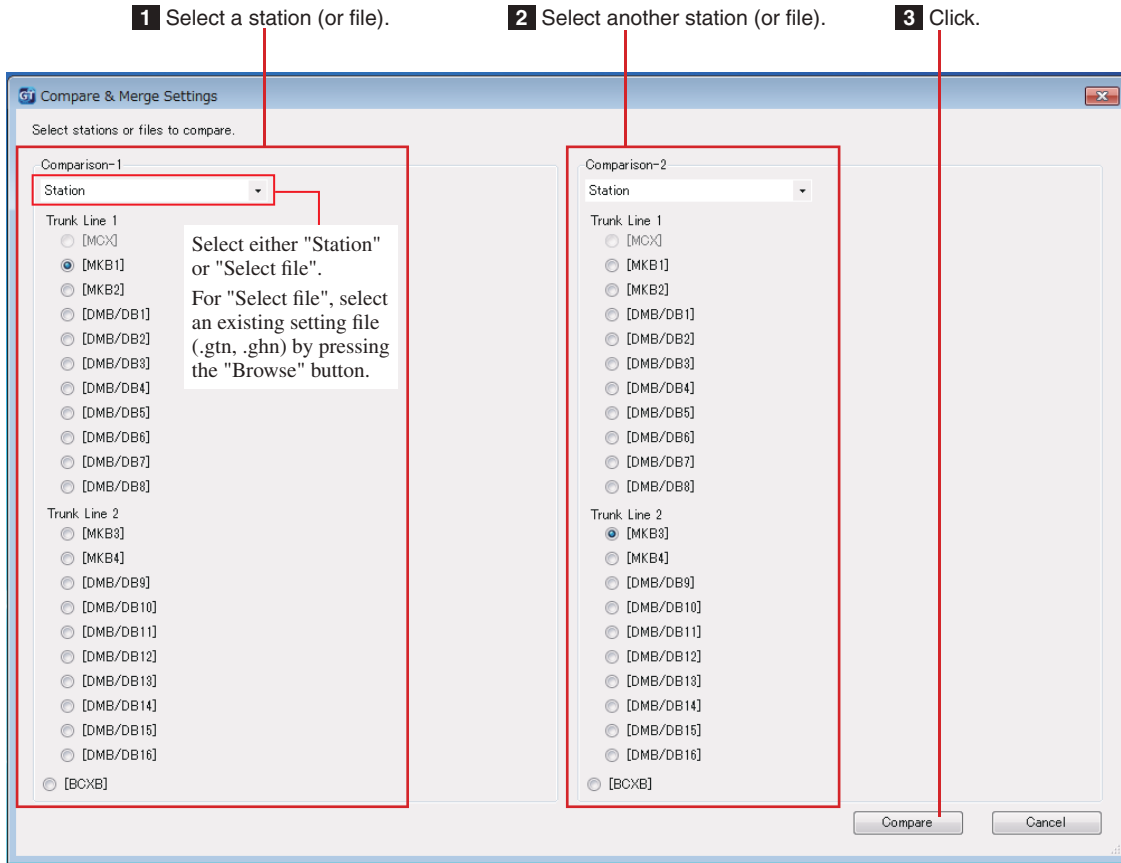 1 Select a station (or file).
2 Select another station (or file).
3 Click.
GT Compare & Merge Settings
Select stations or files to compare.
Comparison-1
Station
Trunk Line 1
[MCX]
[MKB1]
[MKB2]
[DMB/DB1]
[DMB/DB2]
[DMB/DB3]
[DMB/DB4]
[DMB/DB5]
[DMB/DB6]
[DMB/DB7]
[DMB/DB8]
Trunk Line 2
[MKB3]
[MKB4]
[DMB/DB9]
[DMB/DB10]
[DMB/DB11]
[DMB/DB12]
[DMB/DB13]
[DMB/DB14]
[DMB/DB15]
[DMB/DB16]
[BCXB]
Select either "Station"
or "Select file".
For "Select file", select
an existing setting file
(.gtn, .ghn) by pressing
the "Browse" button.
Comparison-2
Station
Trunk Line 1
[MCX]
[MKB1]
[MKB2]
[DMB/DB1]
[DMB/DB2]
[DMB/DB3]
[DMB/DB4]
[DMB/DB5]
[DMB/DB6]
[DMB/DB7]
[DMB/DB8]
Trunk Line 2
[MKB3]
[MKB4]
[DMB/DB9]
[DMB/DB10]
[DMB/DB11]
[DMB/DB12]
[DMB/DB13]
[DMB/DB14]
[DMB/DB15]
[DMB/DB16]
[BCXB]
Compare
Cancel